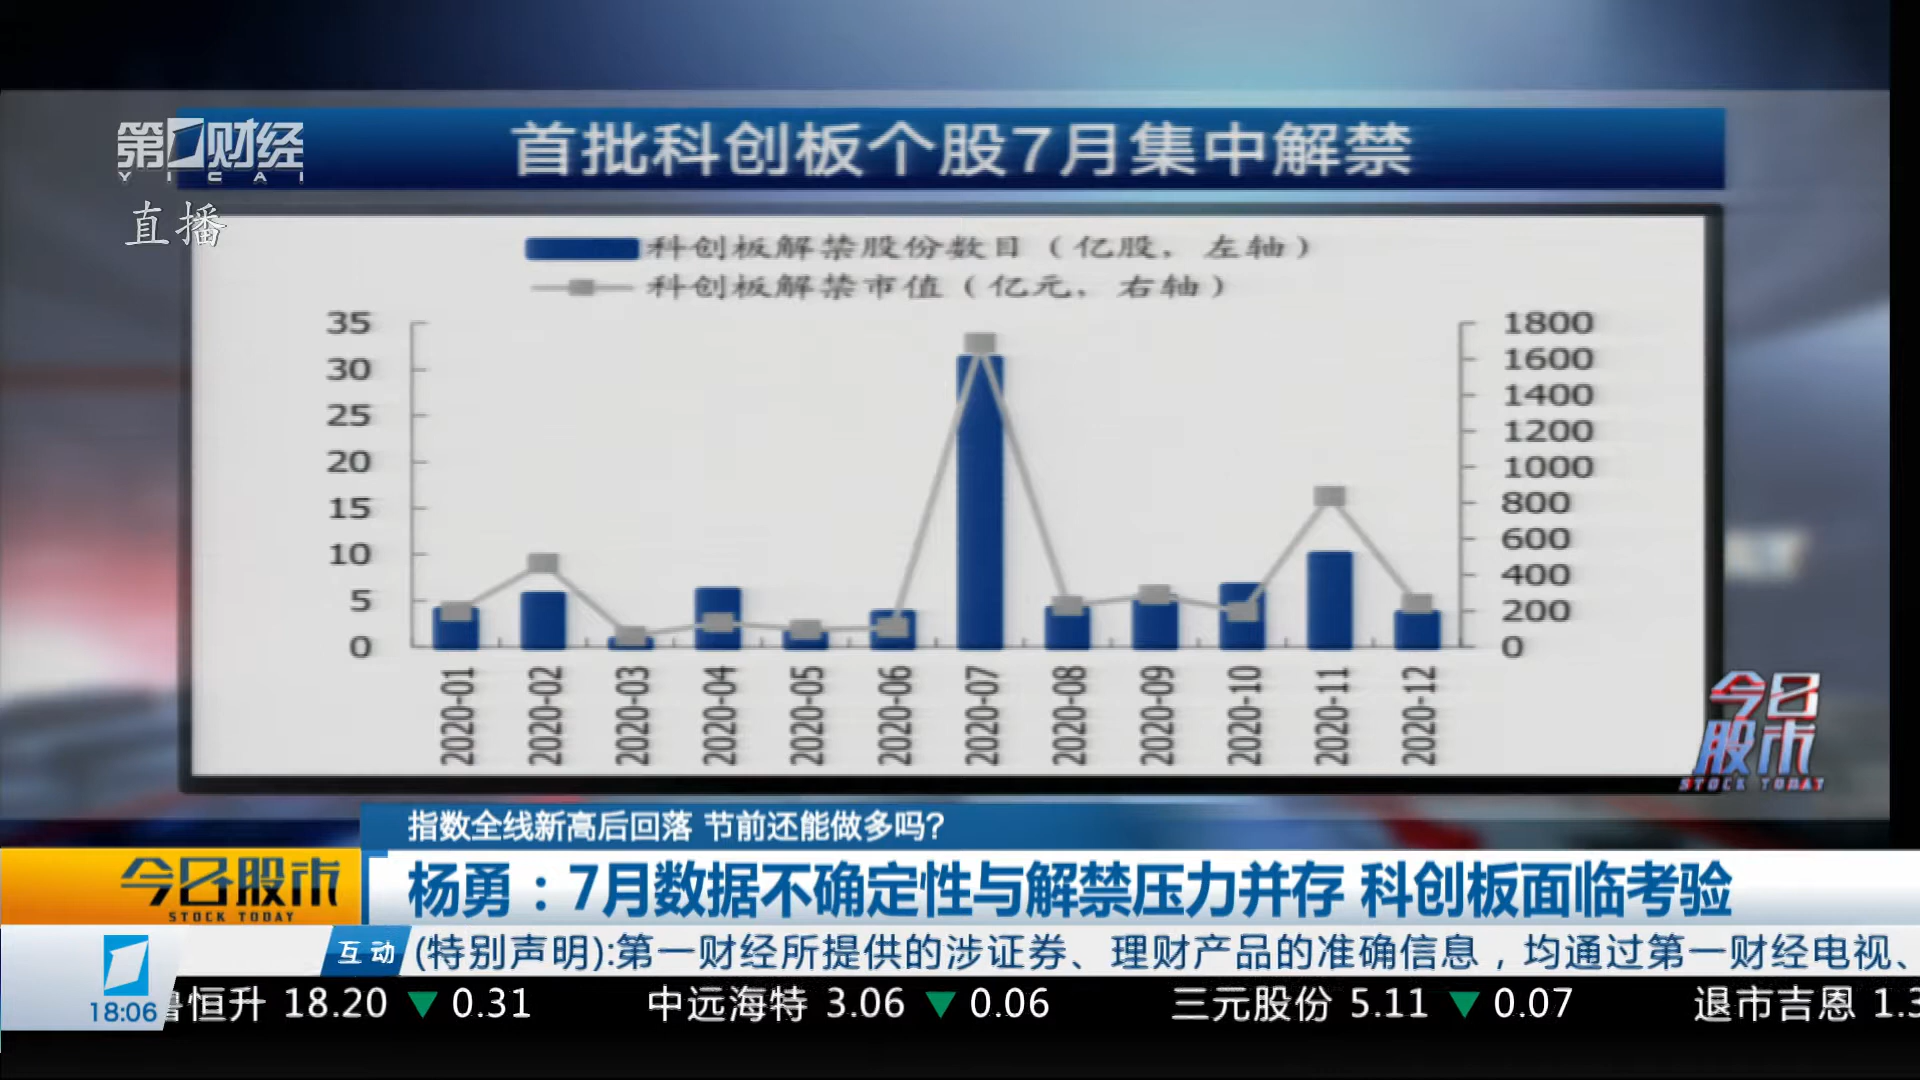 第一财经
YICAI
直播
首批科创板个股7月集中解禁
科创板解禁股份数目（亿股，左轴）
科创板解禁市值（亿元，右轴）
35
30
25
20
15
10
5
0
1800
1600
1400
1200
1000
800
600
400
200
0
2020-01
2020-02
2020-03
2020-04
2020-05
2020-06
2020-07
2020-08
2020-09
2020-10
2020-11
2020-12
今日
股市
STOCK TODAY
指数全线新高后回落 节前还能做多吗？
今日股市
STOCK TODAY
杨勇：7月数据不确定性与解禁压力并存 科创板面临考验
互动
(特别声明):第一财经所提供的涉证券、理财产品的准确信息，均通过第一财经电视、
18:06
恒升 18.20 ▼ 0.31 中远海特 3.06 ▼ 0.06 三元股份 5.11 ▼ 0.07 退市吉恩 1.3